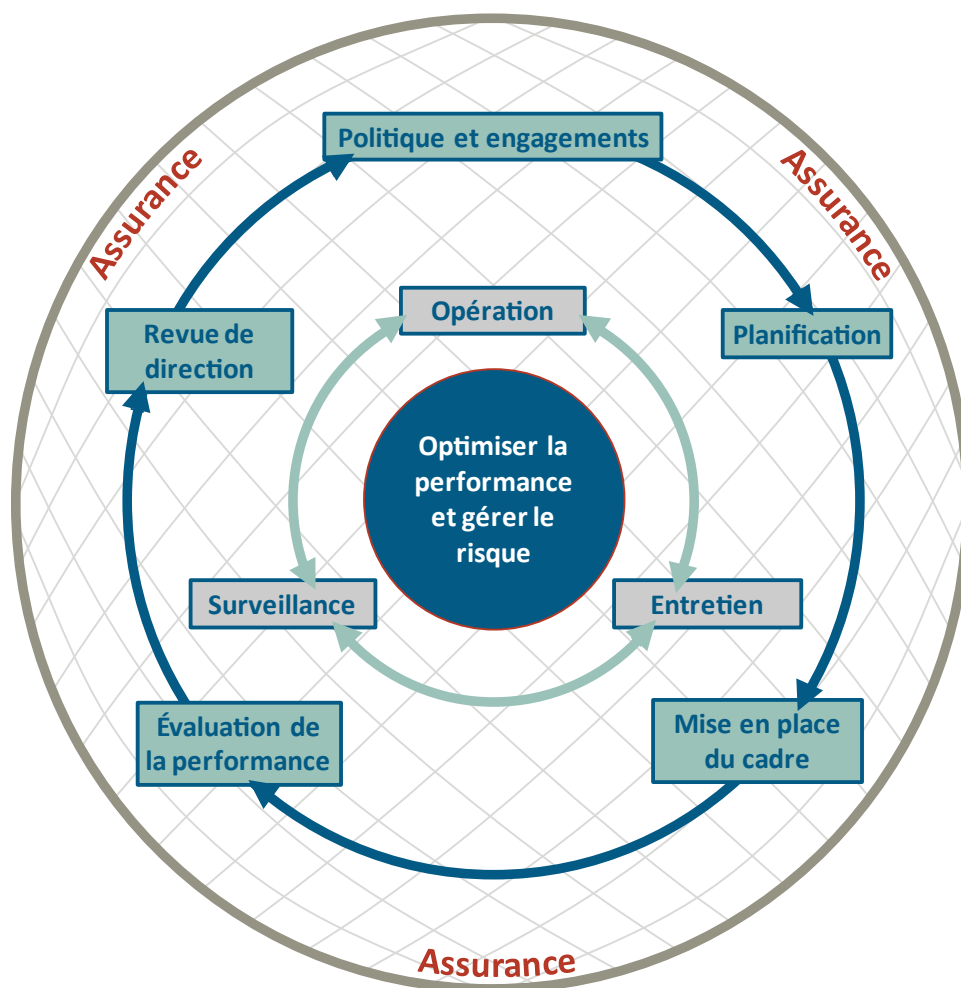 Politique et engagements
Assurance
Assurance
Opération
Revue de
direction
Planification
Optimiser la
performance
et gérer le
risque
Surveillance
Entretien
Évaluation de
la performance
Mise en place
du cadre
Assurance